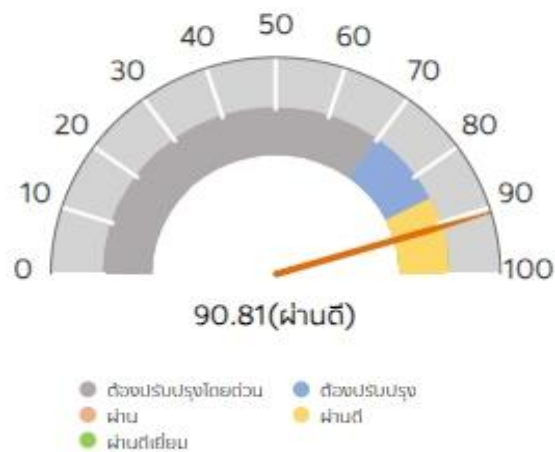 50
40
60
30
70
20
80
10
90
0
100
90.81(ผ่านดี)
ต้องปรับปรุงโดยด่วน
ต้องปรับปรุง
ผ่าน
ผ่านดี
ผ่านดีเยี่ยม